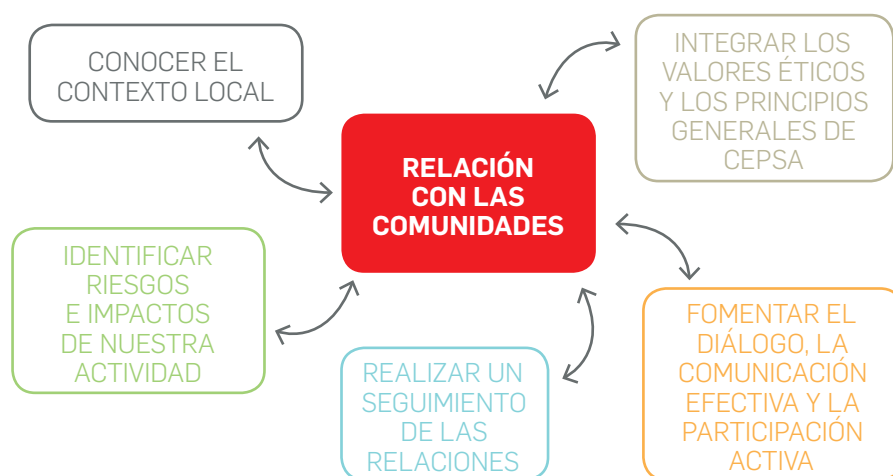 CONOCER EL
CONTEXTO LOCAL
INTEGRAR LOS
VALORES ÉTICOS
Y LOS PRINCIPIOS
GENERALES DE
CEPSA
RELACIÓN
CON LAS
COMUNIDADES
IDENTIFICAR
RIESGOS
E IMPACTOS
DE NUESTRA
ACTIVIDAD
REALIZAR UN
SEGUIMIENTO
DE LAS
RELACIONES
FOMENTAR EL
DIÁLOGO, LA
COMUNICACIÓN
EFECTIVA Y LA
PARTICIPACIÓN
ACTIVA